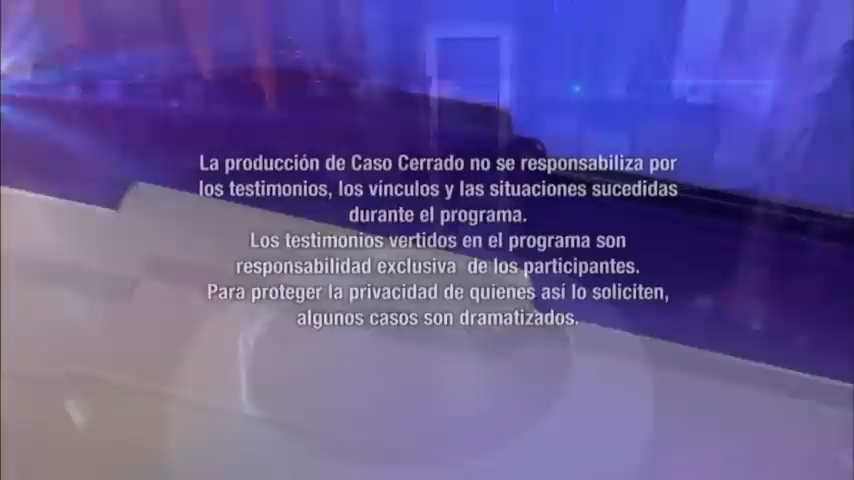 La producción de Caso Cerrado no se responsabiliza por
los testimonios, los vínculos y las situaciones sucedidas
durante el programa.
Los testimonios vertidos en el programa son
responsabilidad exclusiva de los participantes.
Para proteger la privacidad de quienes así lo soliciten,
algunos casos son dramatizados.